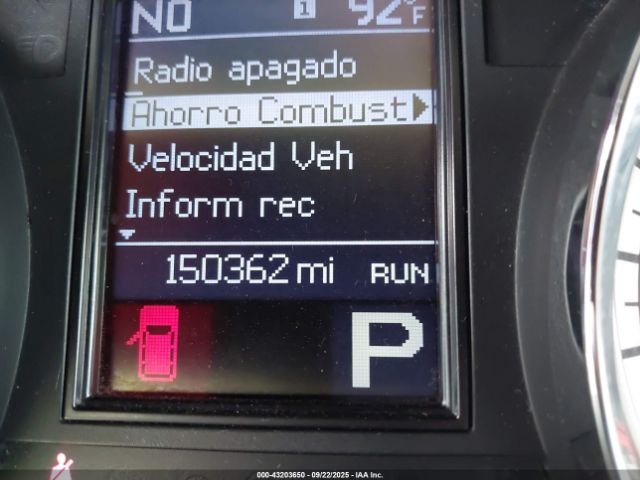 NO 1 92°F
Radio apagado
Ahorro Combust
Velocidad Veh
Inform rec
150362 mi RUN
P
000-43203650 - 09/22/2025 - IAA Inc.